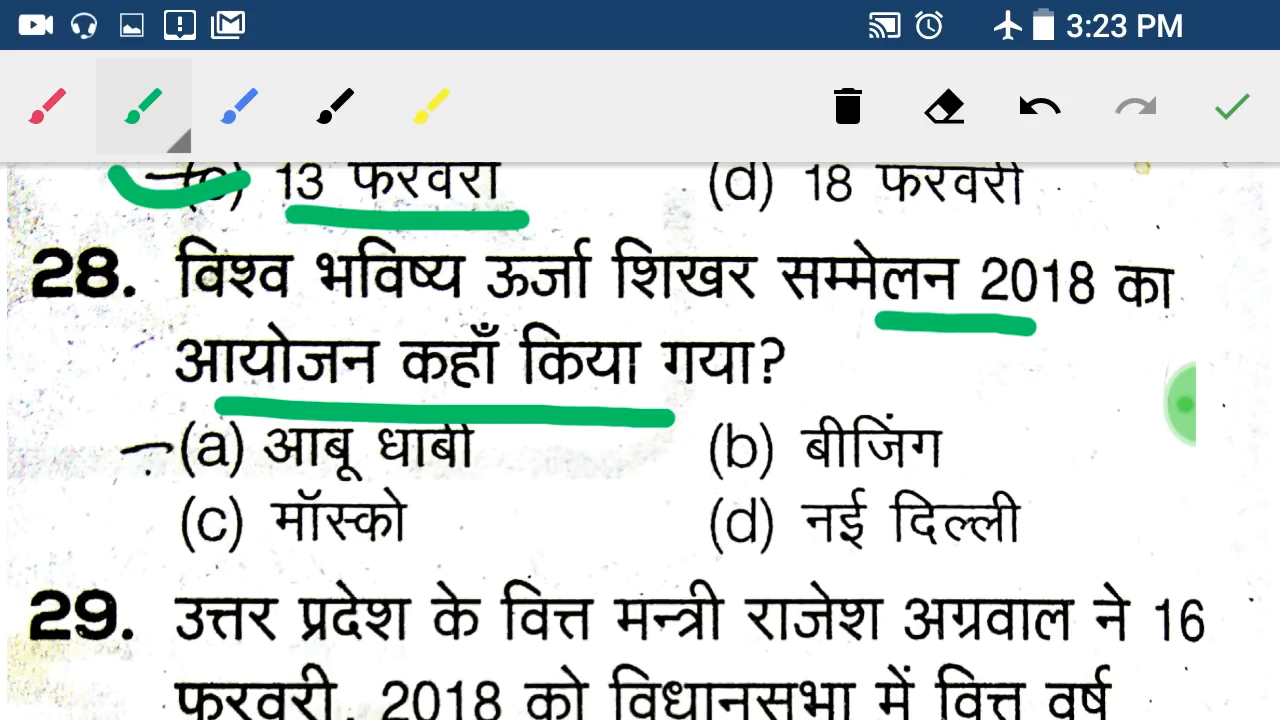 3:23 PM
(c) 13 फरवरी (d) 18 फरवरी
28. विश्व भविष्य ऊर्जा शिखर सम्मेलन 2018 का
आयोजन कहाँ किया गया?
(a) आबू धाबी (b) बीजिंग
(c) मॉस्को (d) नई दिल्ली
29. उत्तर प्रदेश के वित्त मन्त्री राजेश अग्रवाल ने 16
फरवरी, 2018 को विधानसभा में वित्त वर्ष